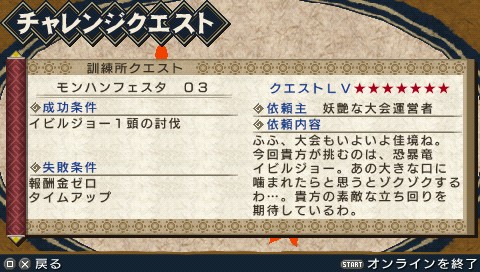 チャレンジクエスト
訓練所クエスト
モンハンフェスタ 03
クエストLV★★★★★★★
成功条件
イビルジョー1頭の討伐
失敗条件
報酬金ゼロ
タイムアップ
依頼主 妖艶な大会運営者
依頼内容
ふふ、大会もいよいよ佳境ね。
今回貴方が挑むのは、恐暴竜
イビルジョー。あの大きな口に
噛まれたらと思うとゾクゾクする
わ…。貴方の素敵な立ち回りを
期待しているわ。
戻る
START オンラインを終了